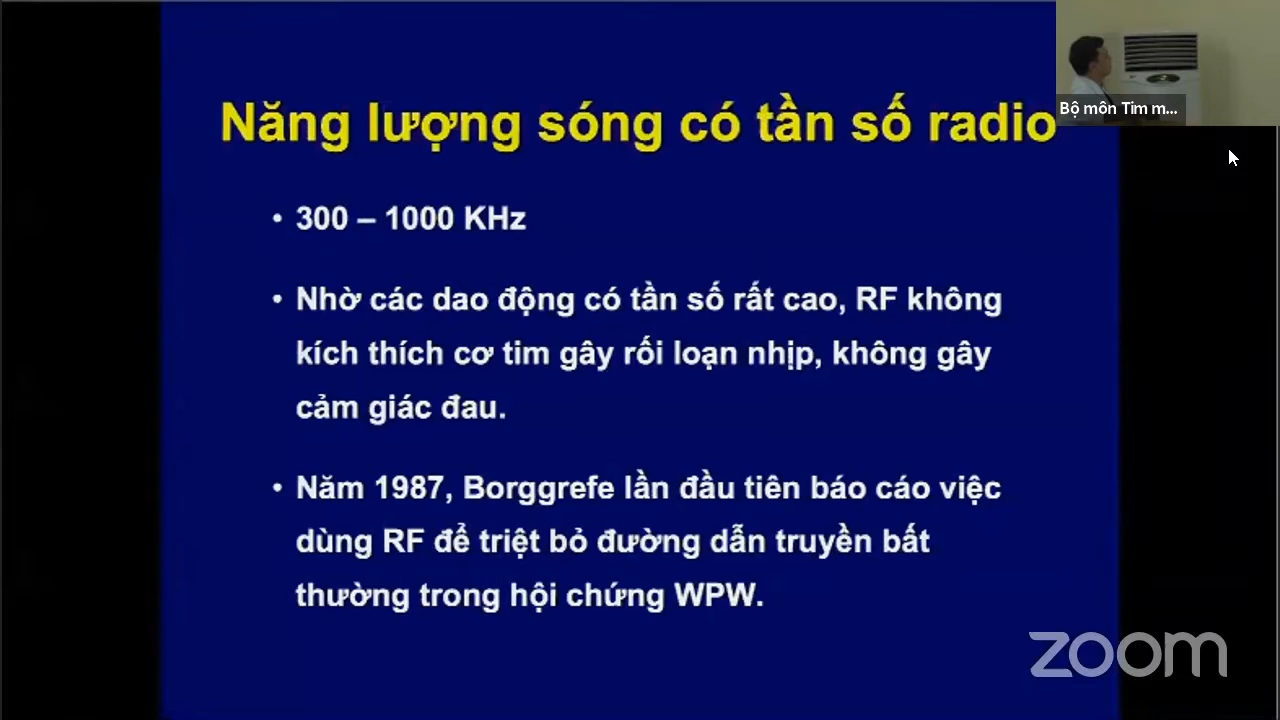 Năng lượng sóng có tần số radio
Bộ môn Tim m...
• 300 – 1000 KHz
• Nhờ các dao động có tần số rất cao, RF không
kích thích cơ tim gây rối loạn nhịp, không gây
cảm giác đau.
• Năm 1987, Borggrefe lần đầu tiên báo cáo việc
dùng RF để triệt bỏ đường dẫn truyền bất
thường trong hội chứng WPW.
zoom